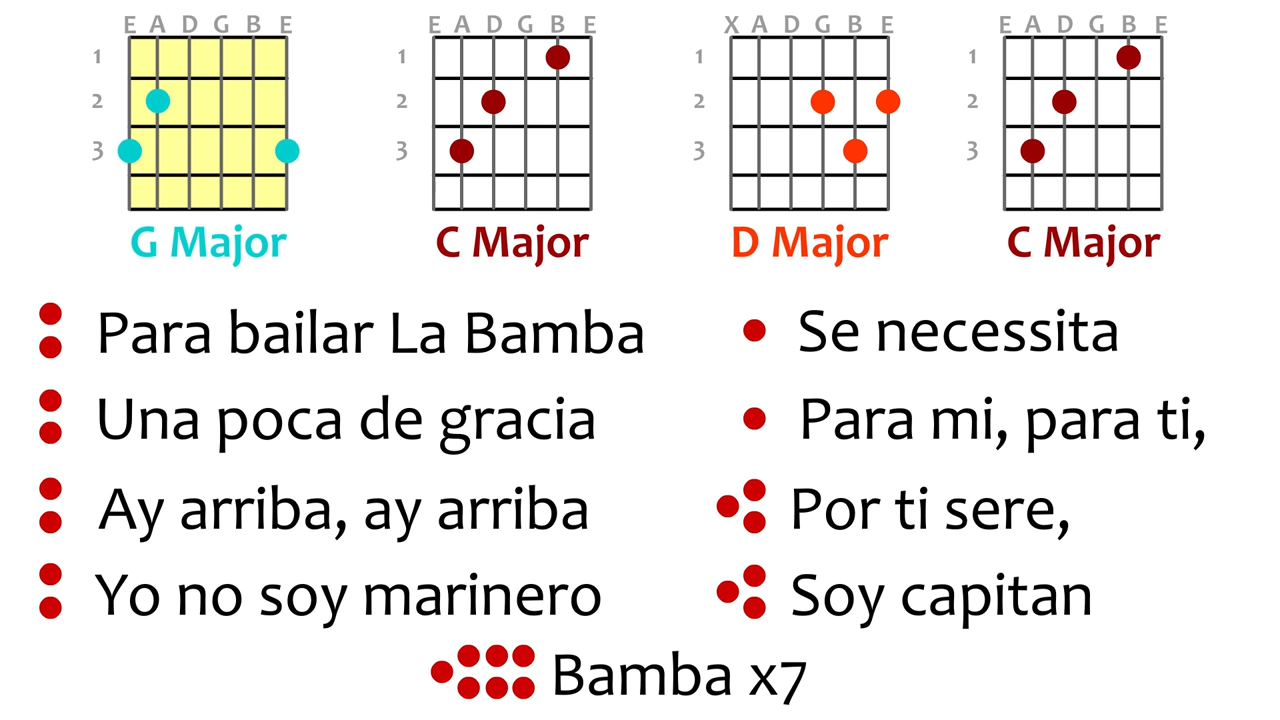 E A D G B E E A D G B E X A D G B E E A D G B E
1 1 1 1
2 2 2 2
3 3 3 3
G Major C Major D Major C Major
Para bailar La Bamba Se necessita
Una poca de gracia Para mi, para ti,
Ay arriba, ay arriba Por ti sere,
Yo no soy marinero Soy capitan
Bamba x7